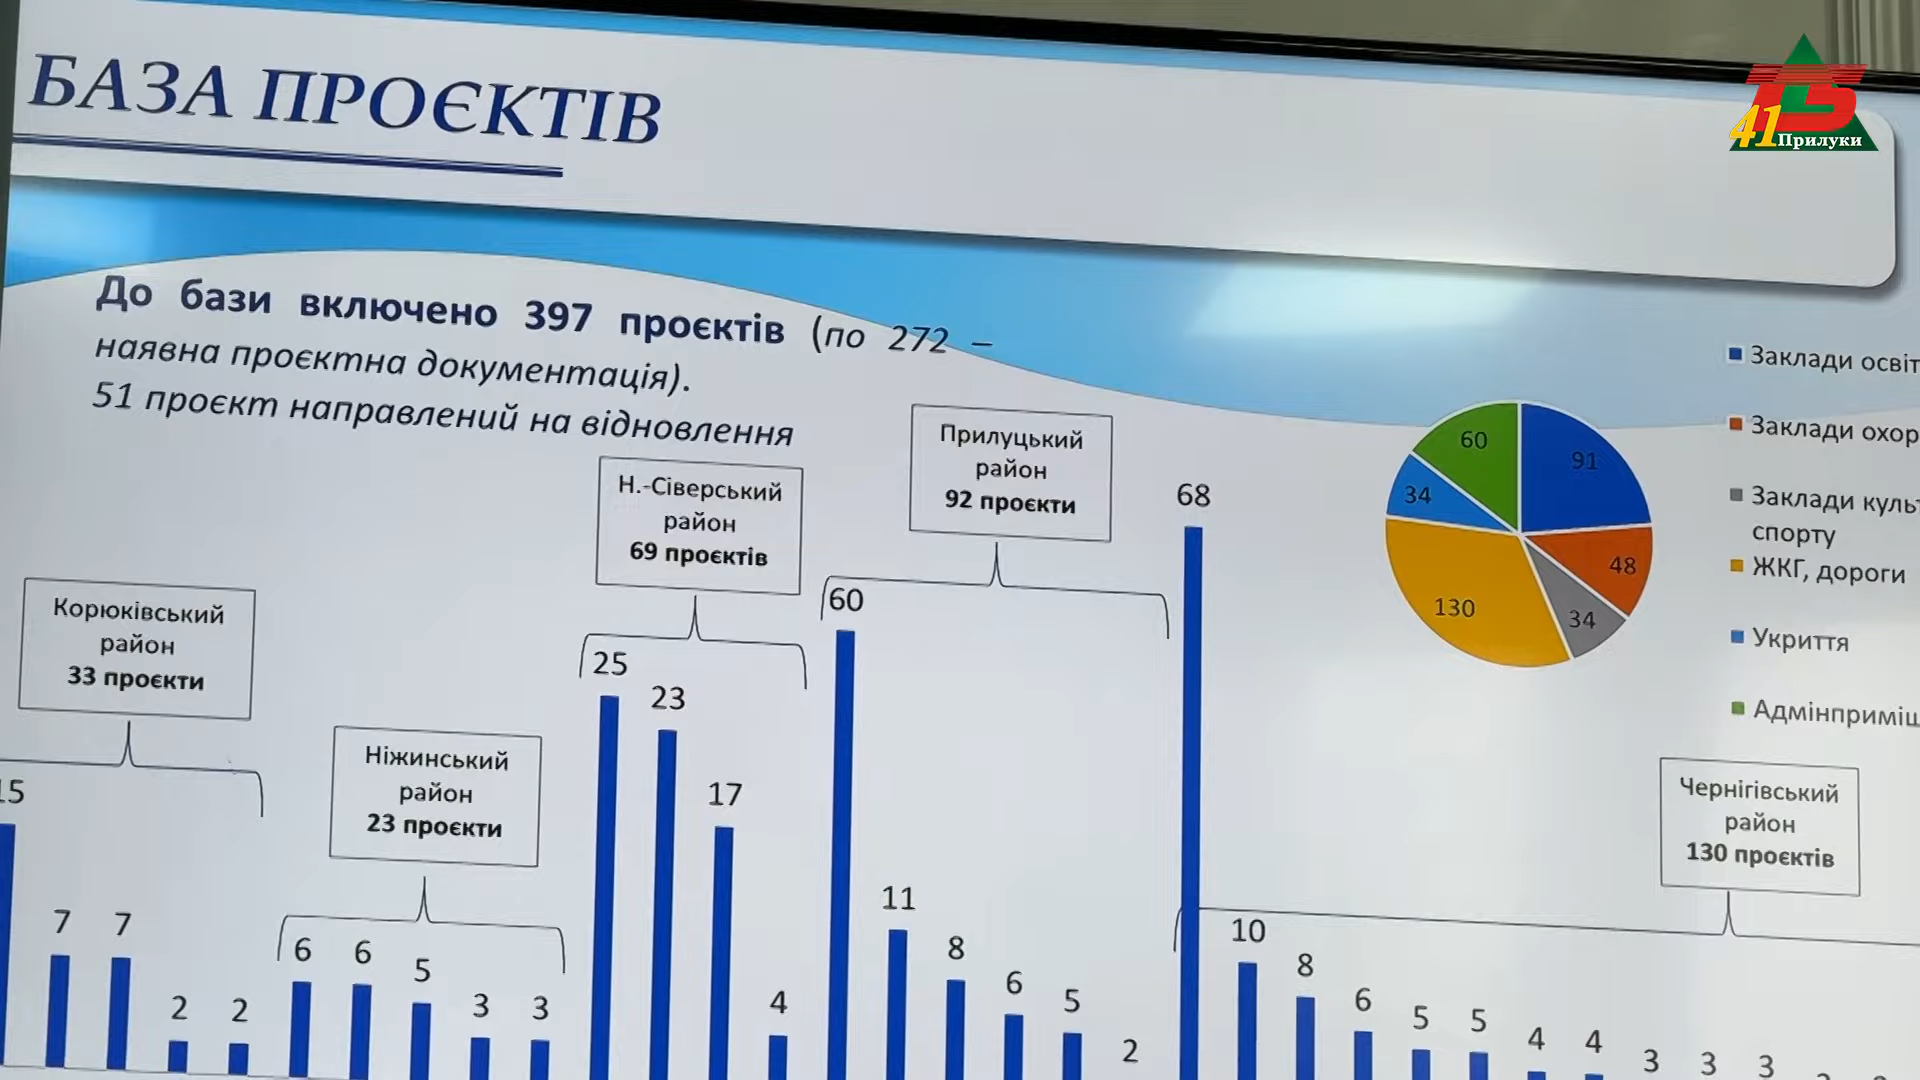 БАЗА ПРОЄКТІВ
41
Прилуки
До бази включено 397 проєктів (по 272 –
наявна проєктна документація).
51 проєкт направлений на відновлення
Заклади
Заклади
Заклади
спорту
ЖКГ, дороги
Укриття
60
91
34
48
130
34
Корюківський
район
33 проєкти
Ніжинський
район
23 проєкти
Н.-Сіверський
район
69 проєктів
Прилуцький
район
92 проєкти
Чернігівський
район
130 проєктів
15
7
7
2
2
6
6
5
3
3
25
23
17
4
60
11
8
6
5
2
68
10
8
6
5
5
4
4
3
3
3